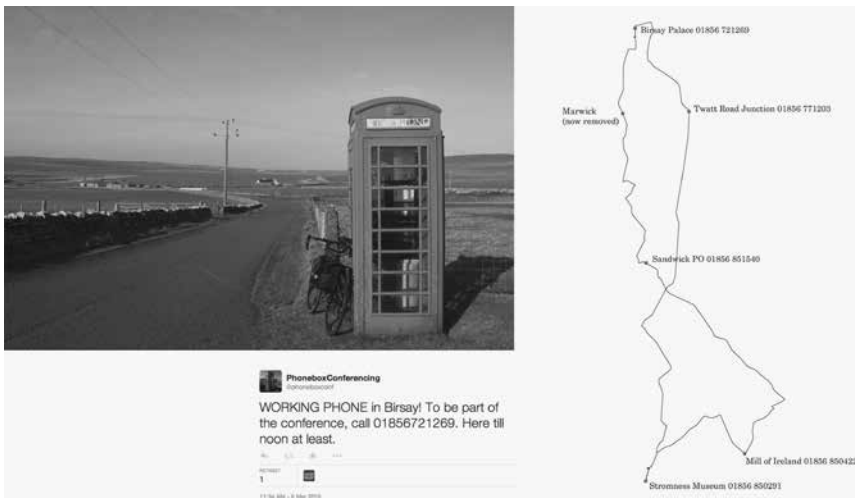 PhoneboxConferencing
@phoneboxconf
WORKING PHONE in Birsay! To be part of
the conference, call 01856721269. Here till
noon at least.
RETWEET
1
Birsay Palace 01856 721269
Marwick
(now removed)
Twatt Road Junction 01856 771203
Sandwick PO 01856 851540
Mill of Ireland 01856 850422
Stromness Museum 01856 850291